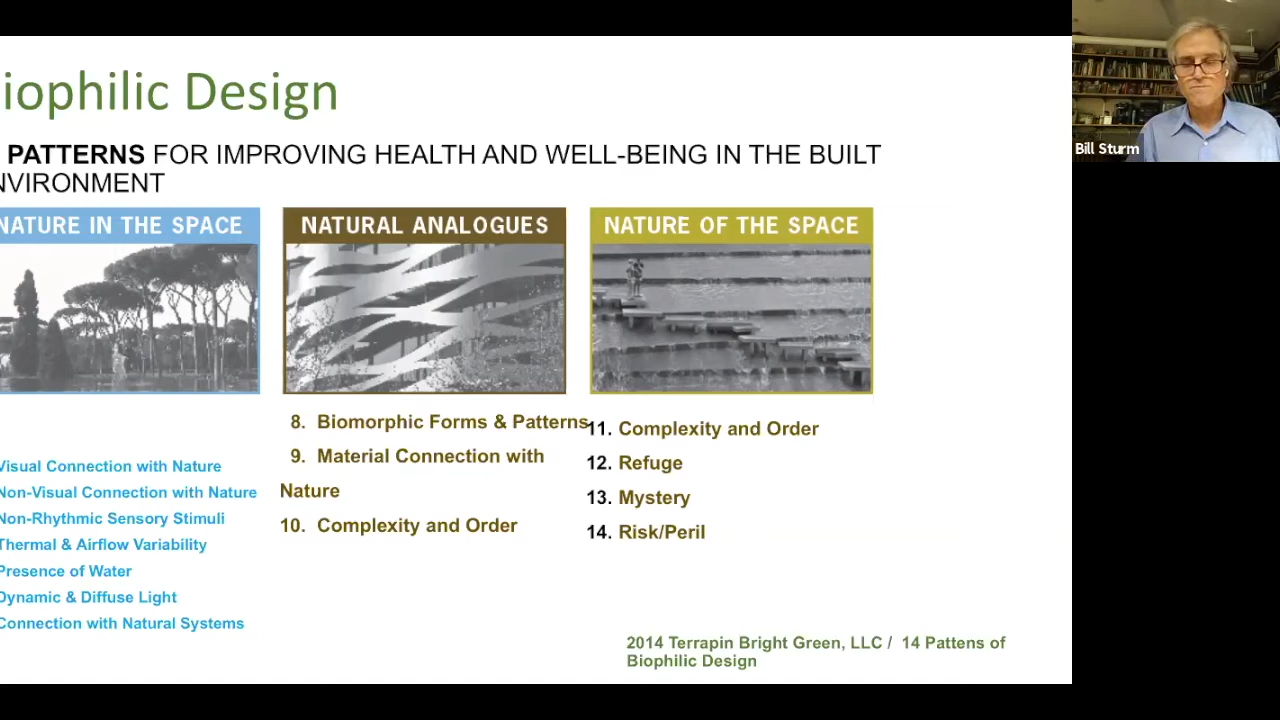 iophilic Design
PATTERNS FOR IMPROVING HEALTH AND WELL-BEING IN THE BUILT
NVIRONMENT
NATURE IN THE SPACE
Visual Connection with Nature
Non-Visual Connection with Nature
Non-Rhythmic Sensory Stimuli
Thermal & Airflow Variability
Presence of Water
Dynamic & Diffuse Light
Connection with Natural Systems
NATURAL ANALOGUES
8. Biomorphic Forms & Patterns
9. Material Connection with
Nature
10. Complexity and Order
NATURE OF THE SPACE
11. Complexity and Order
12. Refuge
13. Mystery
14. Risk/Peril
2014 Terrapin Bright Green, LLC / 14 Pattens of
Biophilic Design
Bill Sturm